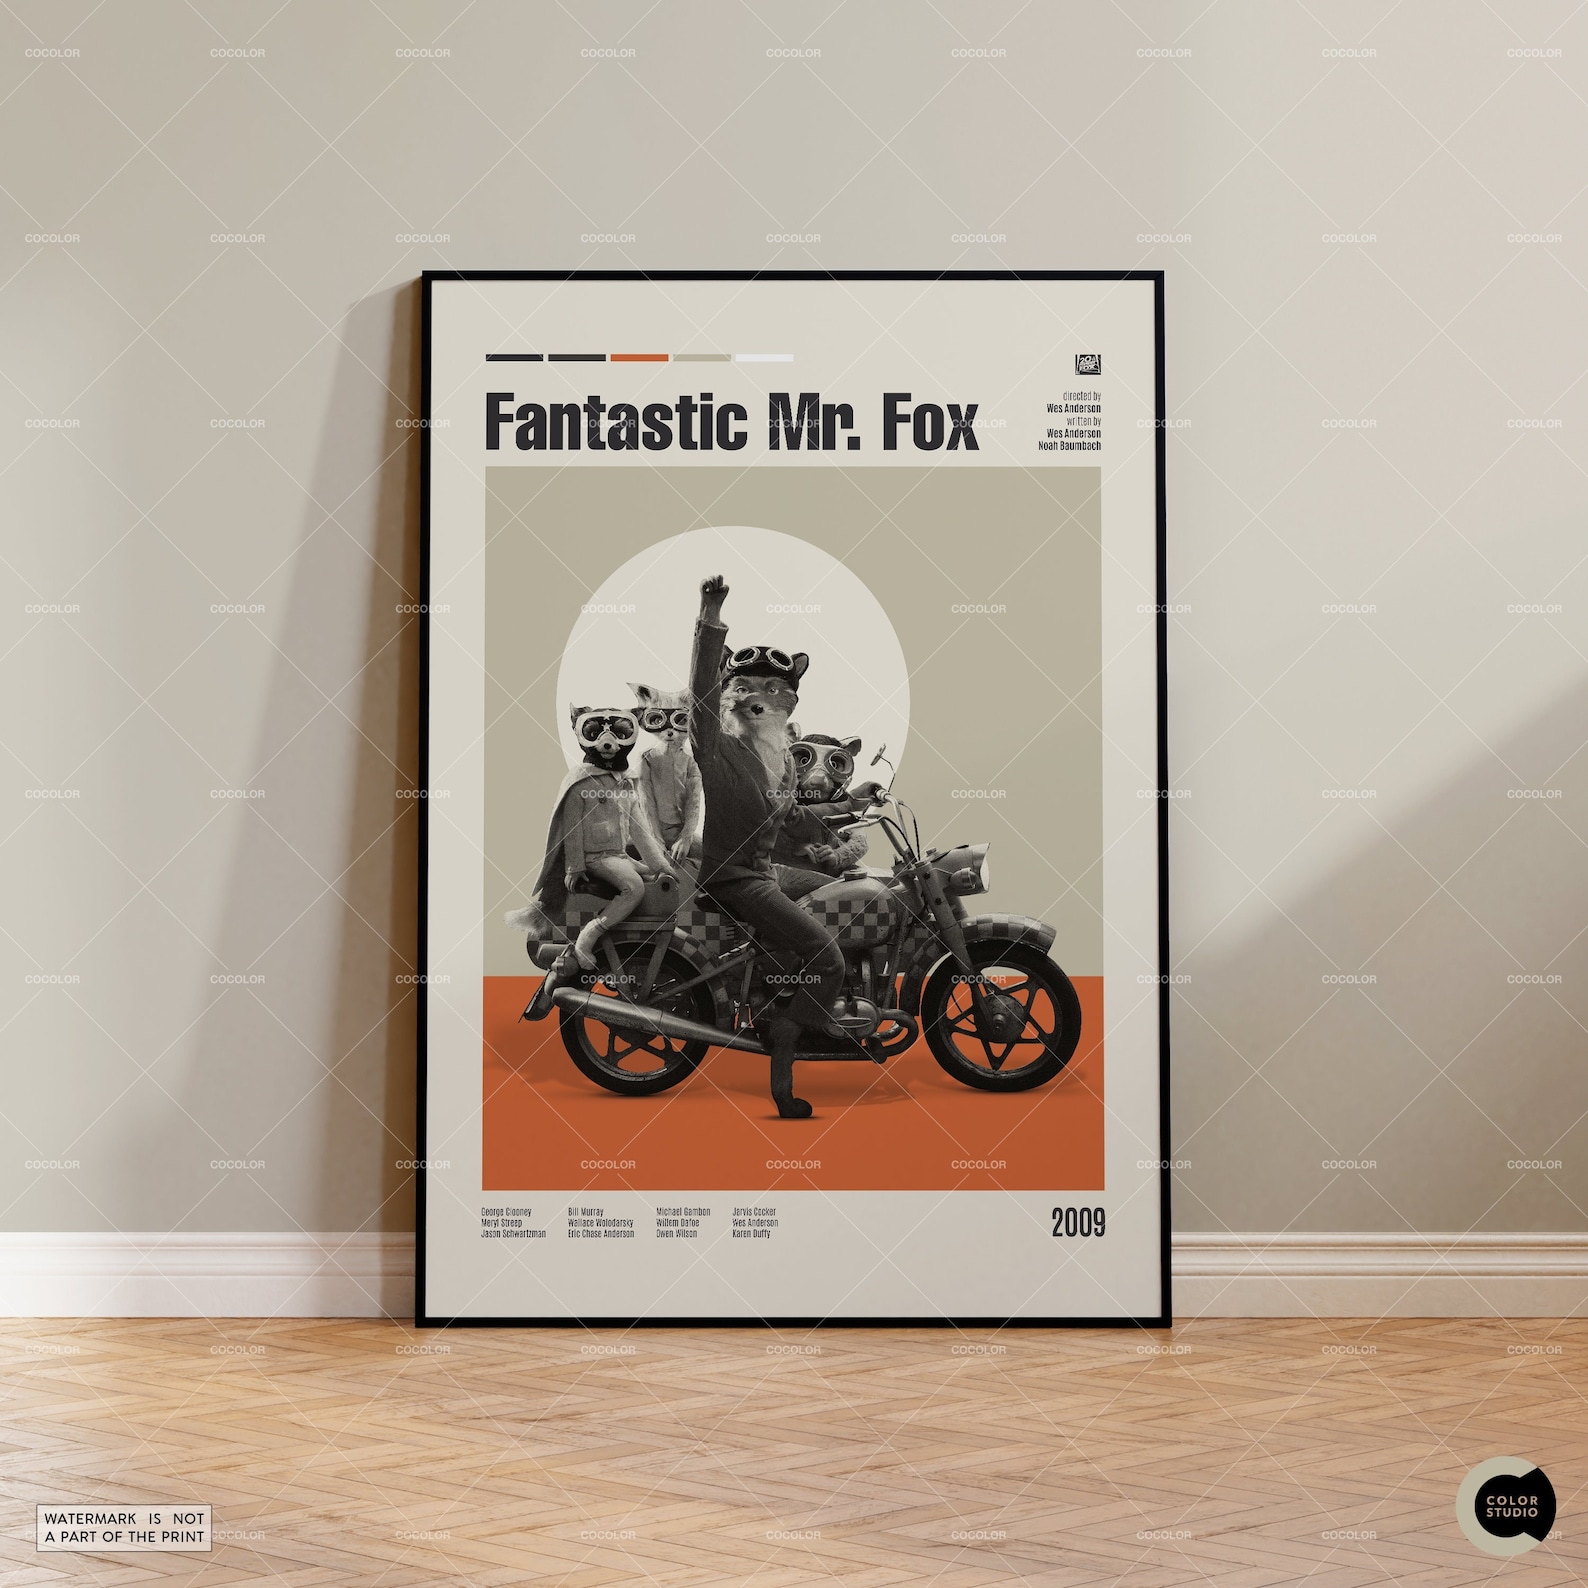 Fantastic Mr. Fox
20th
FOX
directed by
Wes Anderson
written by
Wes Anderson
Noah Baumbach
George Clooney
Meryl Streep
Jason Schwartzman
Bill Murray
Wallace Wolodarsky
Eric Chase Anderson
Michael Gambon
Willem Dafoe
Owen Wilson
Jarvis Cocker
Wes Anderson
Karen Duffy
2009
WATERMARK IS NOT
A PART OF THE PRINT
COLOR
STUDIO
COCOLOR